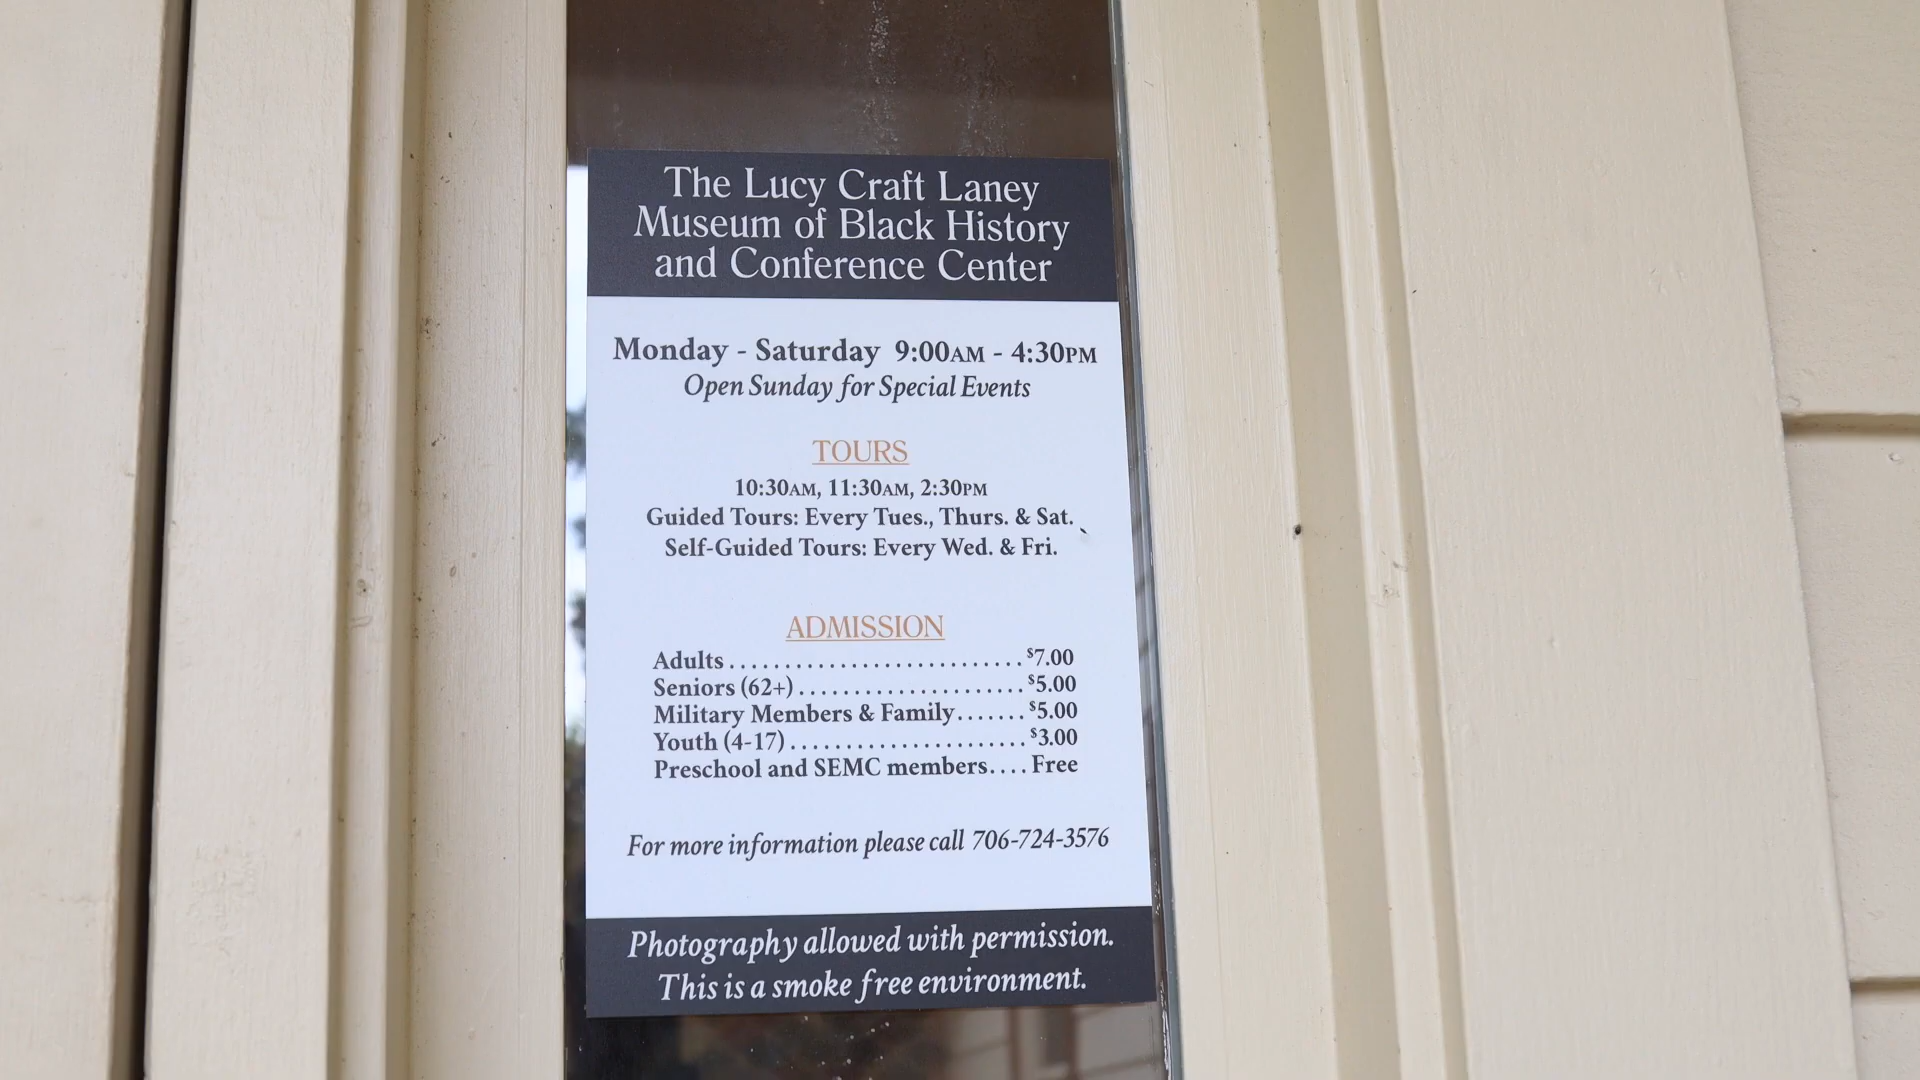 The Lucy Craft Laney
Museum of Black History
and Conference Center
Monday - Saturday 9:00AM - 4:30PM
Open Sunday for Special Events
TOURS
10:30AM, 11:30AM, 2:30PM
Guided Tours: Every Tues., Thurs. & Sat.
Self-Guided Tours: Every Wed. & Fri.
ADMISSION
Adults.......................... $7.00
Seniors (62+)..................... $5.00
Military Members & Family....... $5.00
Youth (4-17)...................... $3.00
Preschool and SEMC members.... Free
For more information please call 706-724-3576
Photography allowed with permission.
This is a smoke free environment.